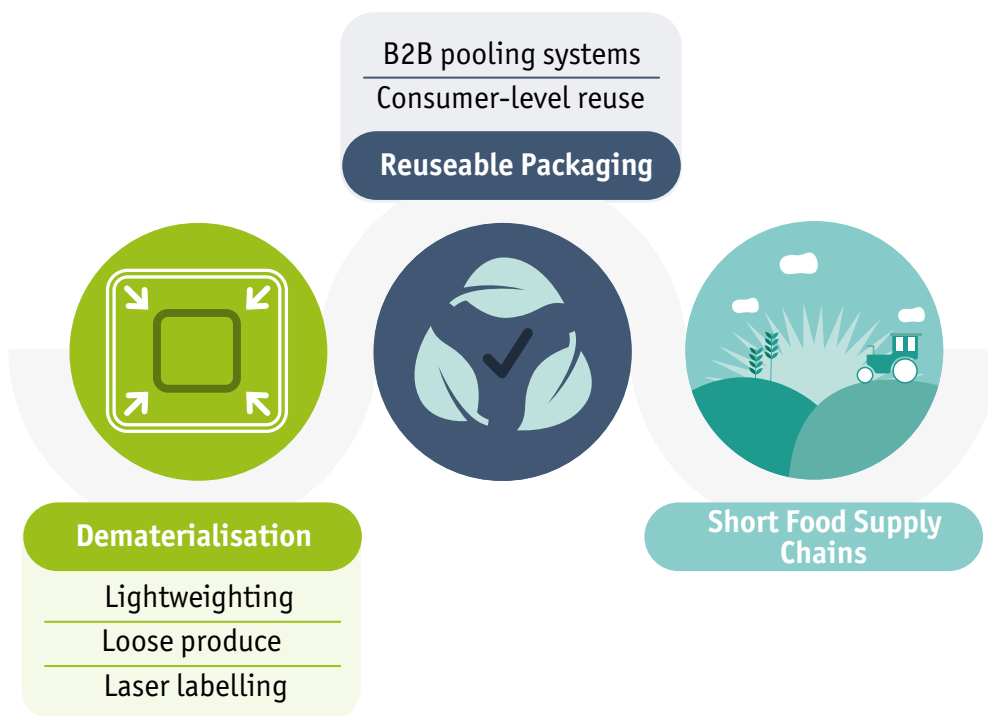 B2B pooling systems
Consumer-level reuse
Reuseable Packaging
Dematerialisation
Lightweighting
Loose produce
Laser labelling
Short Food Supply
Chains